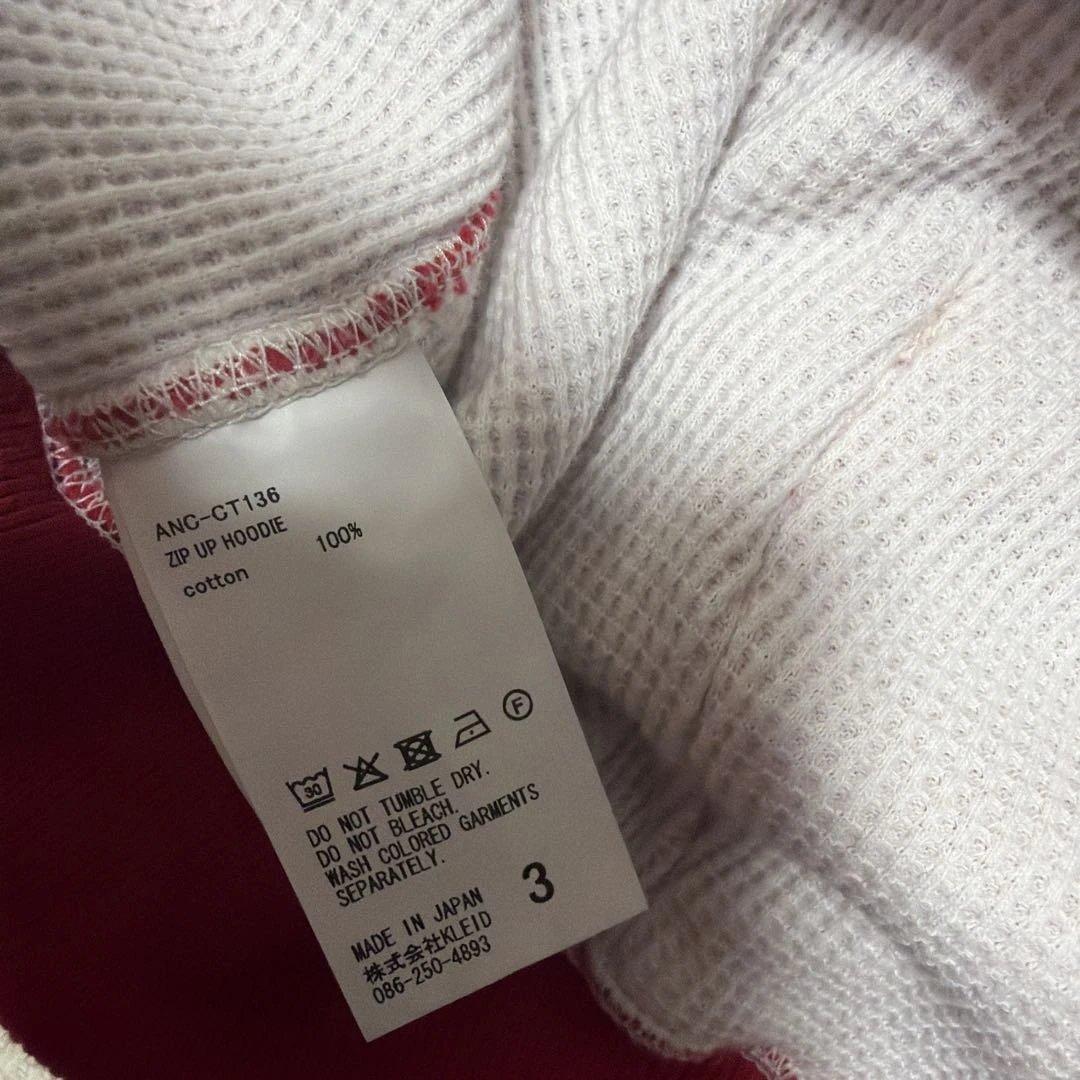 ANC-CT136
ZIP UP HOODIE
cotton 100%
30 F
DO NOT TUMBLE DRY.
DO NOT BLEACH.
WASH COLORED GARMENTS
SEPARATELY.
3
MADE IN JAPAN
株式会社KLEID
086-250-4893